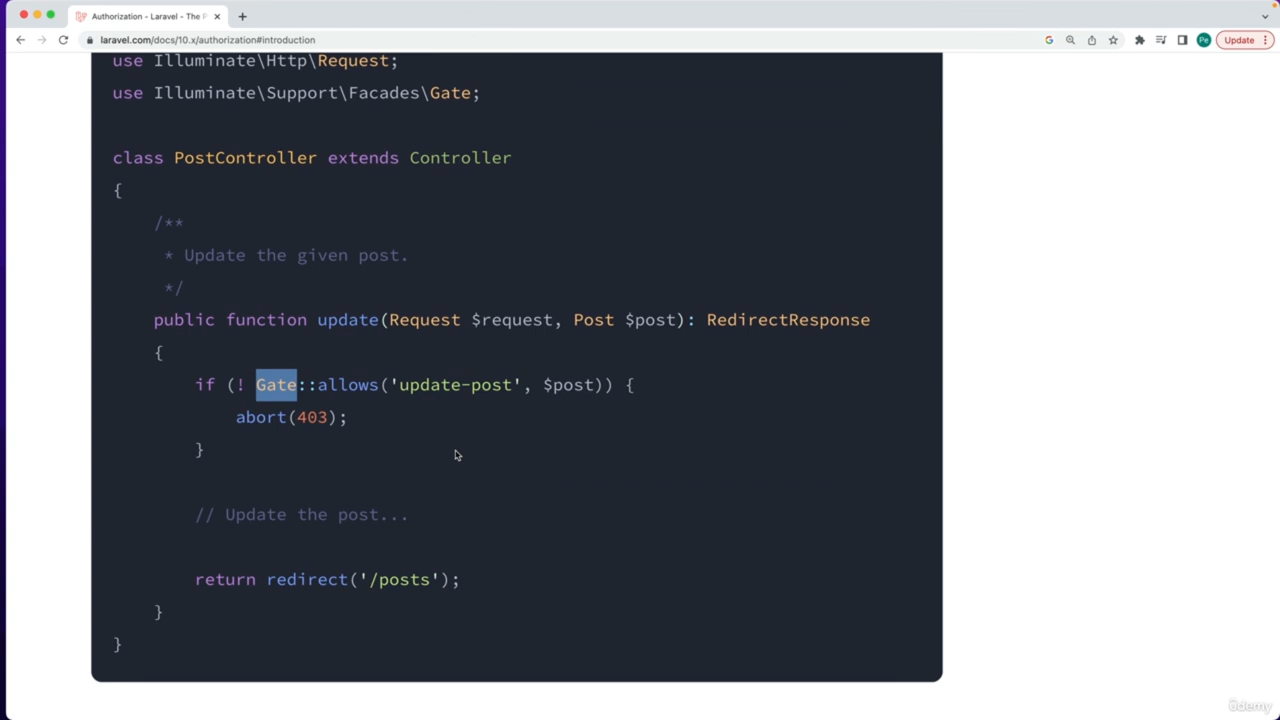 Authorization - Laravel - The P
laravel.com/docs/10.x/authorization#introduction
Pe
Update
use Illuminate\Http\Request;
use Illuminate\Support\Facades\Gate;
class PostController extends Controller
{
/**
* Update the given post.
*/
public function update(Request $request, Post $post): RedirectResponse
{
if (! Gate::allows('update-post', $post)) {
abort(403);
}
// Update the post...
return redirect('/posts');
}
}
ûdemy